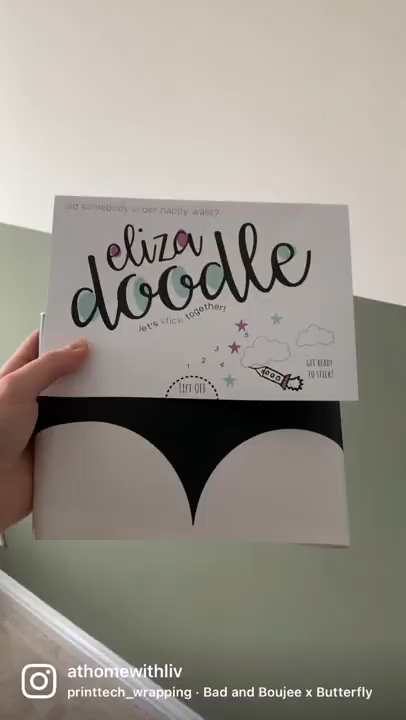 did somebody order happy walls?
eliza
doodle
let's stick together!
3
2
1
4
LIFT OFF
GET READY
TO STICK!
athomewithliv
printtech_wrapping · Bad and Boujee x Butterfly